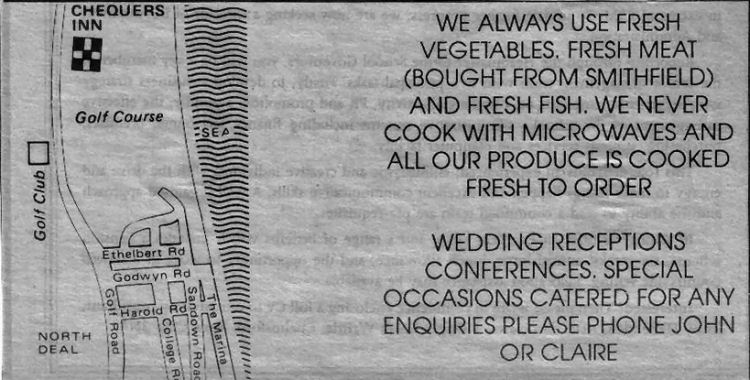 CHEQUERS
INN
Golf Course
SEA
Golf Club
Ethelbert Rd
Godwyn Rd
Harold Rd
Golf Road
College Rd
Sandown Road
The Marina
NORTH
DEAL
WE ALWAYS USE FRESH
VEGETABLES. FRESH MEAT
(BOUGHT FROM SMITHFIELD)
AND FRESH FISH. WE NEVER
COOK WITH MICROWAVES AND
ALL OUR PRODUCE IS COOKED
FRESH TO ORDER
WEDDING RECEPTIONS
CONFERENCES. SPECIAL
OCCASIONS CATERED FOR ANY
ENQUIRIES PLEASE PHONE JOHN
OR CLAIRE